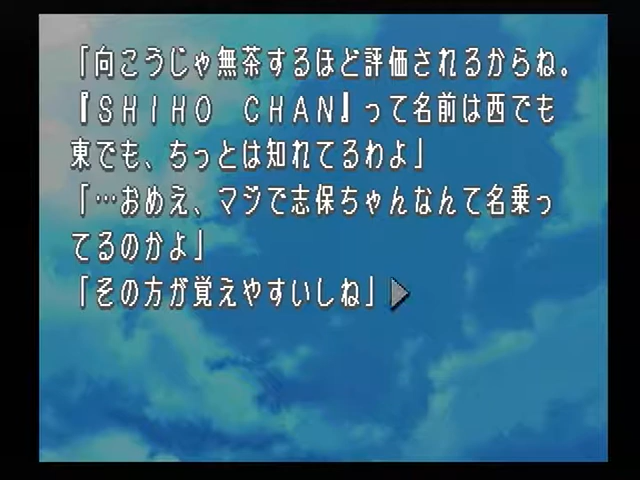 「向こうじゃ無茶するほど評価されるからね。
『ＳＨＩＨＯ　ＣＨＡＮ』って名前は西でも
東でも、ちっとは知れてるわよ」
「…おめえ、マジで志保ちゃんなんて名乗っ
てるのかよ」
「その方が覚えやすいしね」